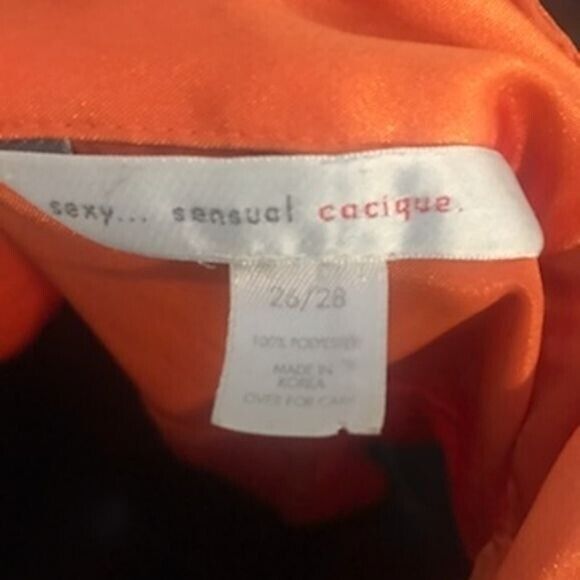 sexy... sensual cacique.
26/28
100% POLYESTER
MADE IN
KOREA
OVER FOR CARE